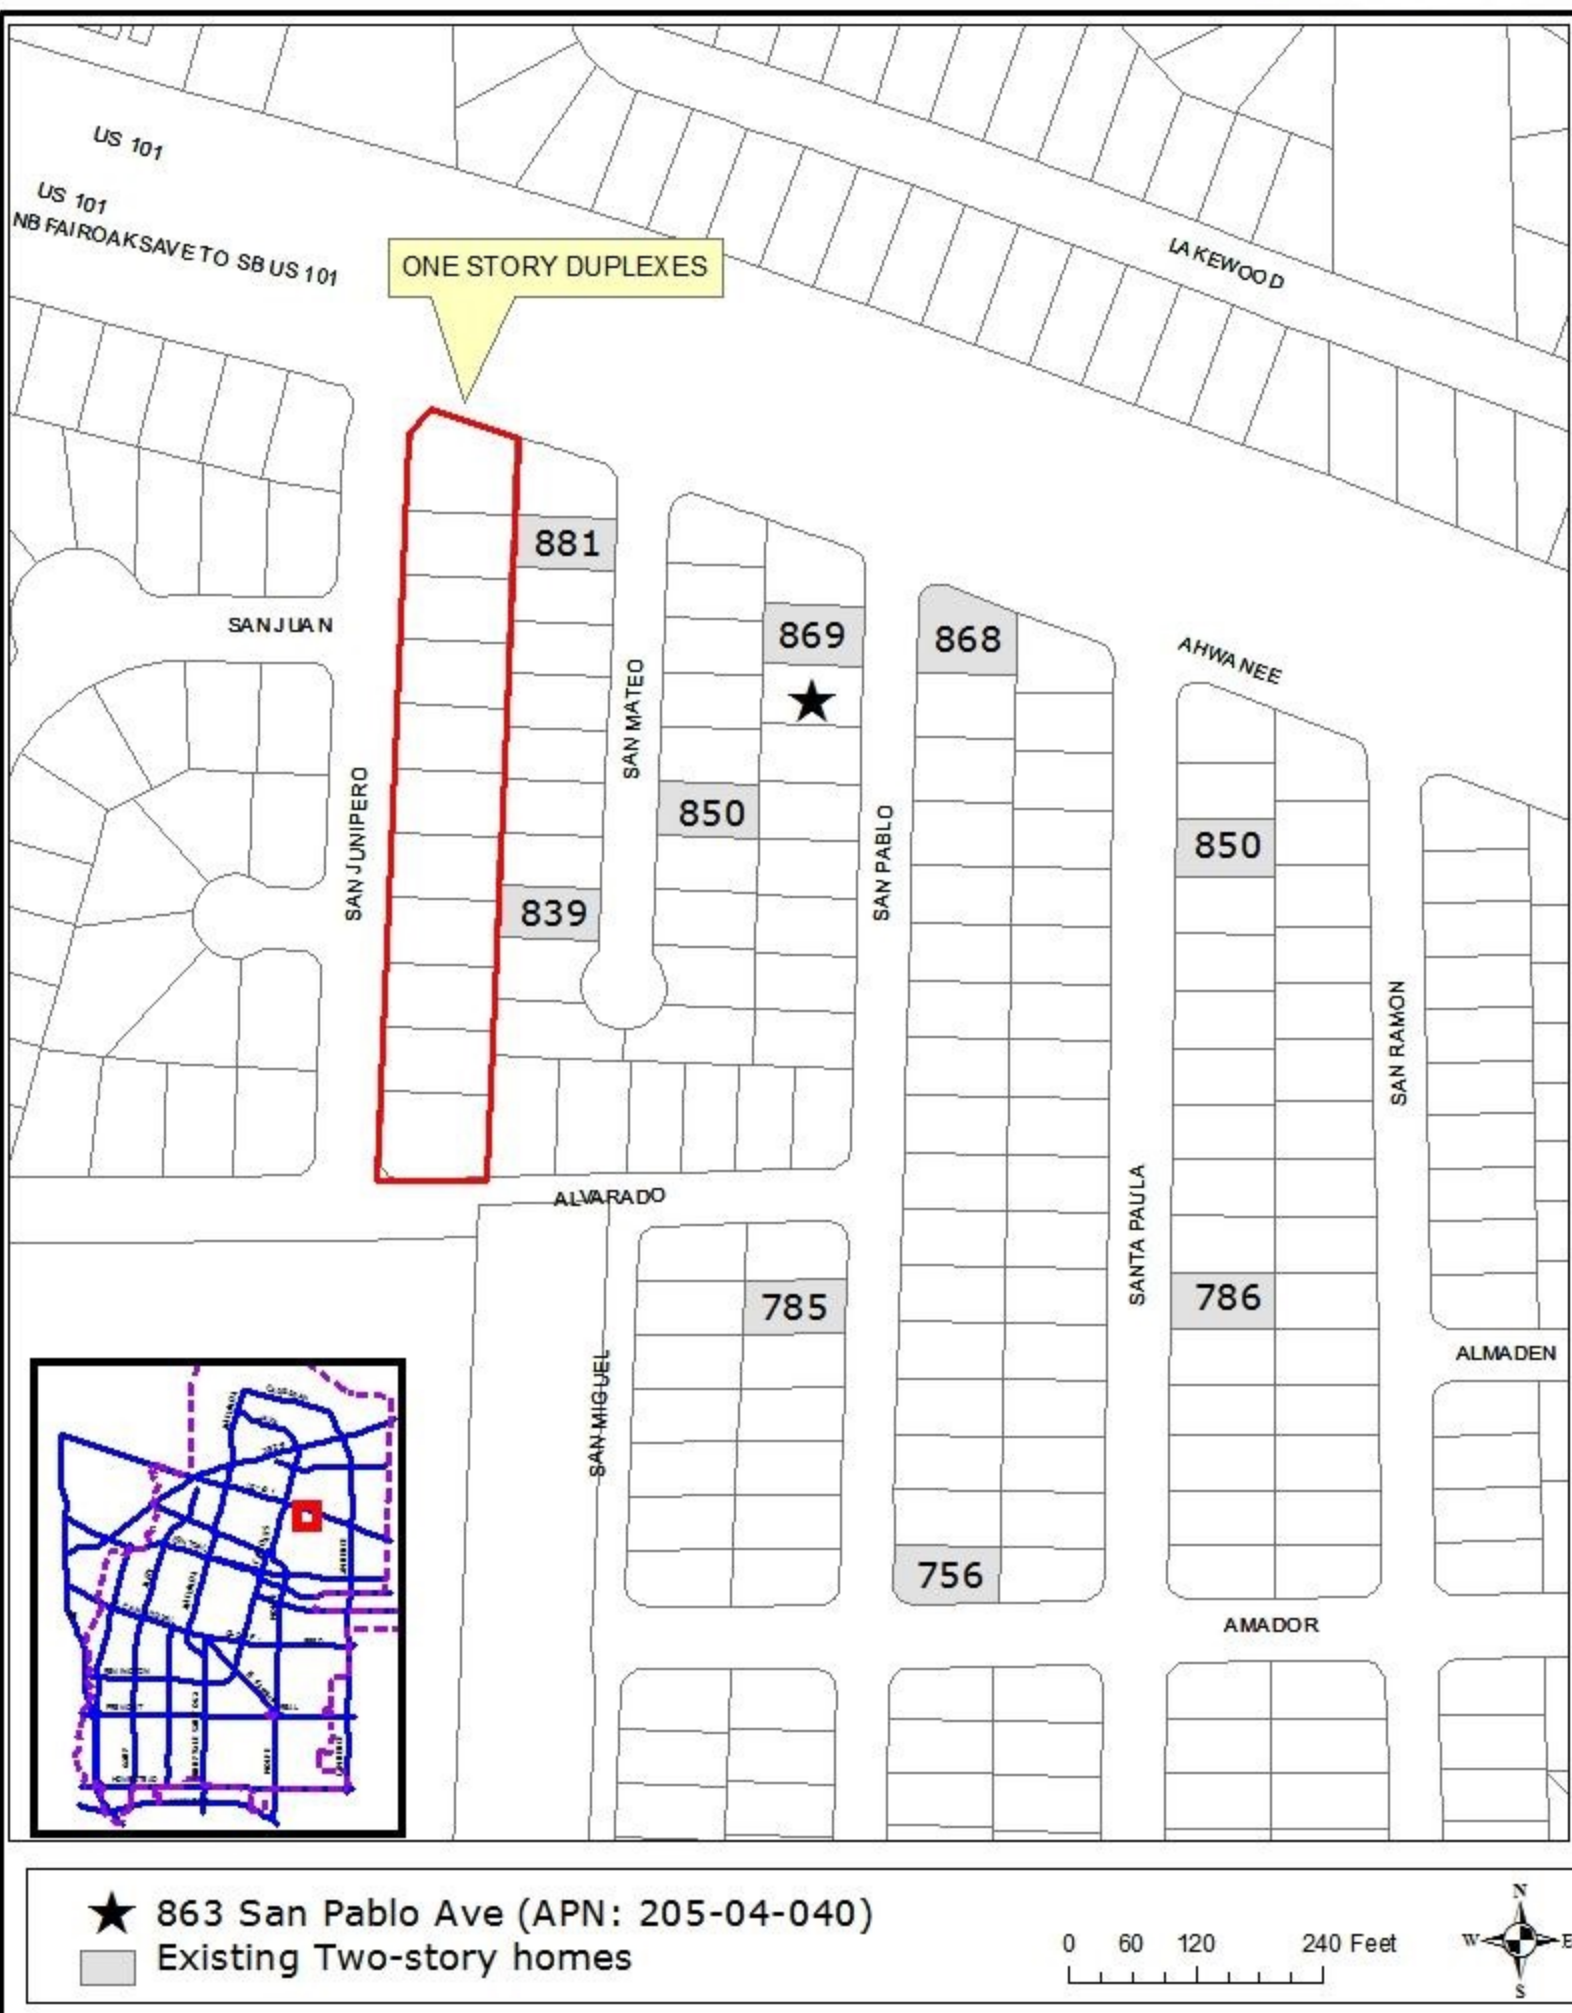 US 101
US 101
NB FAIROAKS AVE TO SB US 101
LAKEWOOD
ONE STORY DUPLEXES
881
SAN JUAN
869
868
AHWANEE
SAN MATEO
SAN JUNIPERO
850
SAN PABLO
850
839
SAN RAMON
ALVARADO
SANTA PAULA
785
786
SAN MIGUEL
ALMADEN
756
AMADOR
★ 863 San Pablo Ave (APN: 205-04-040)
Existing Two-story homes
0 60 120 240 Feet
N
W E
S